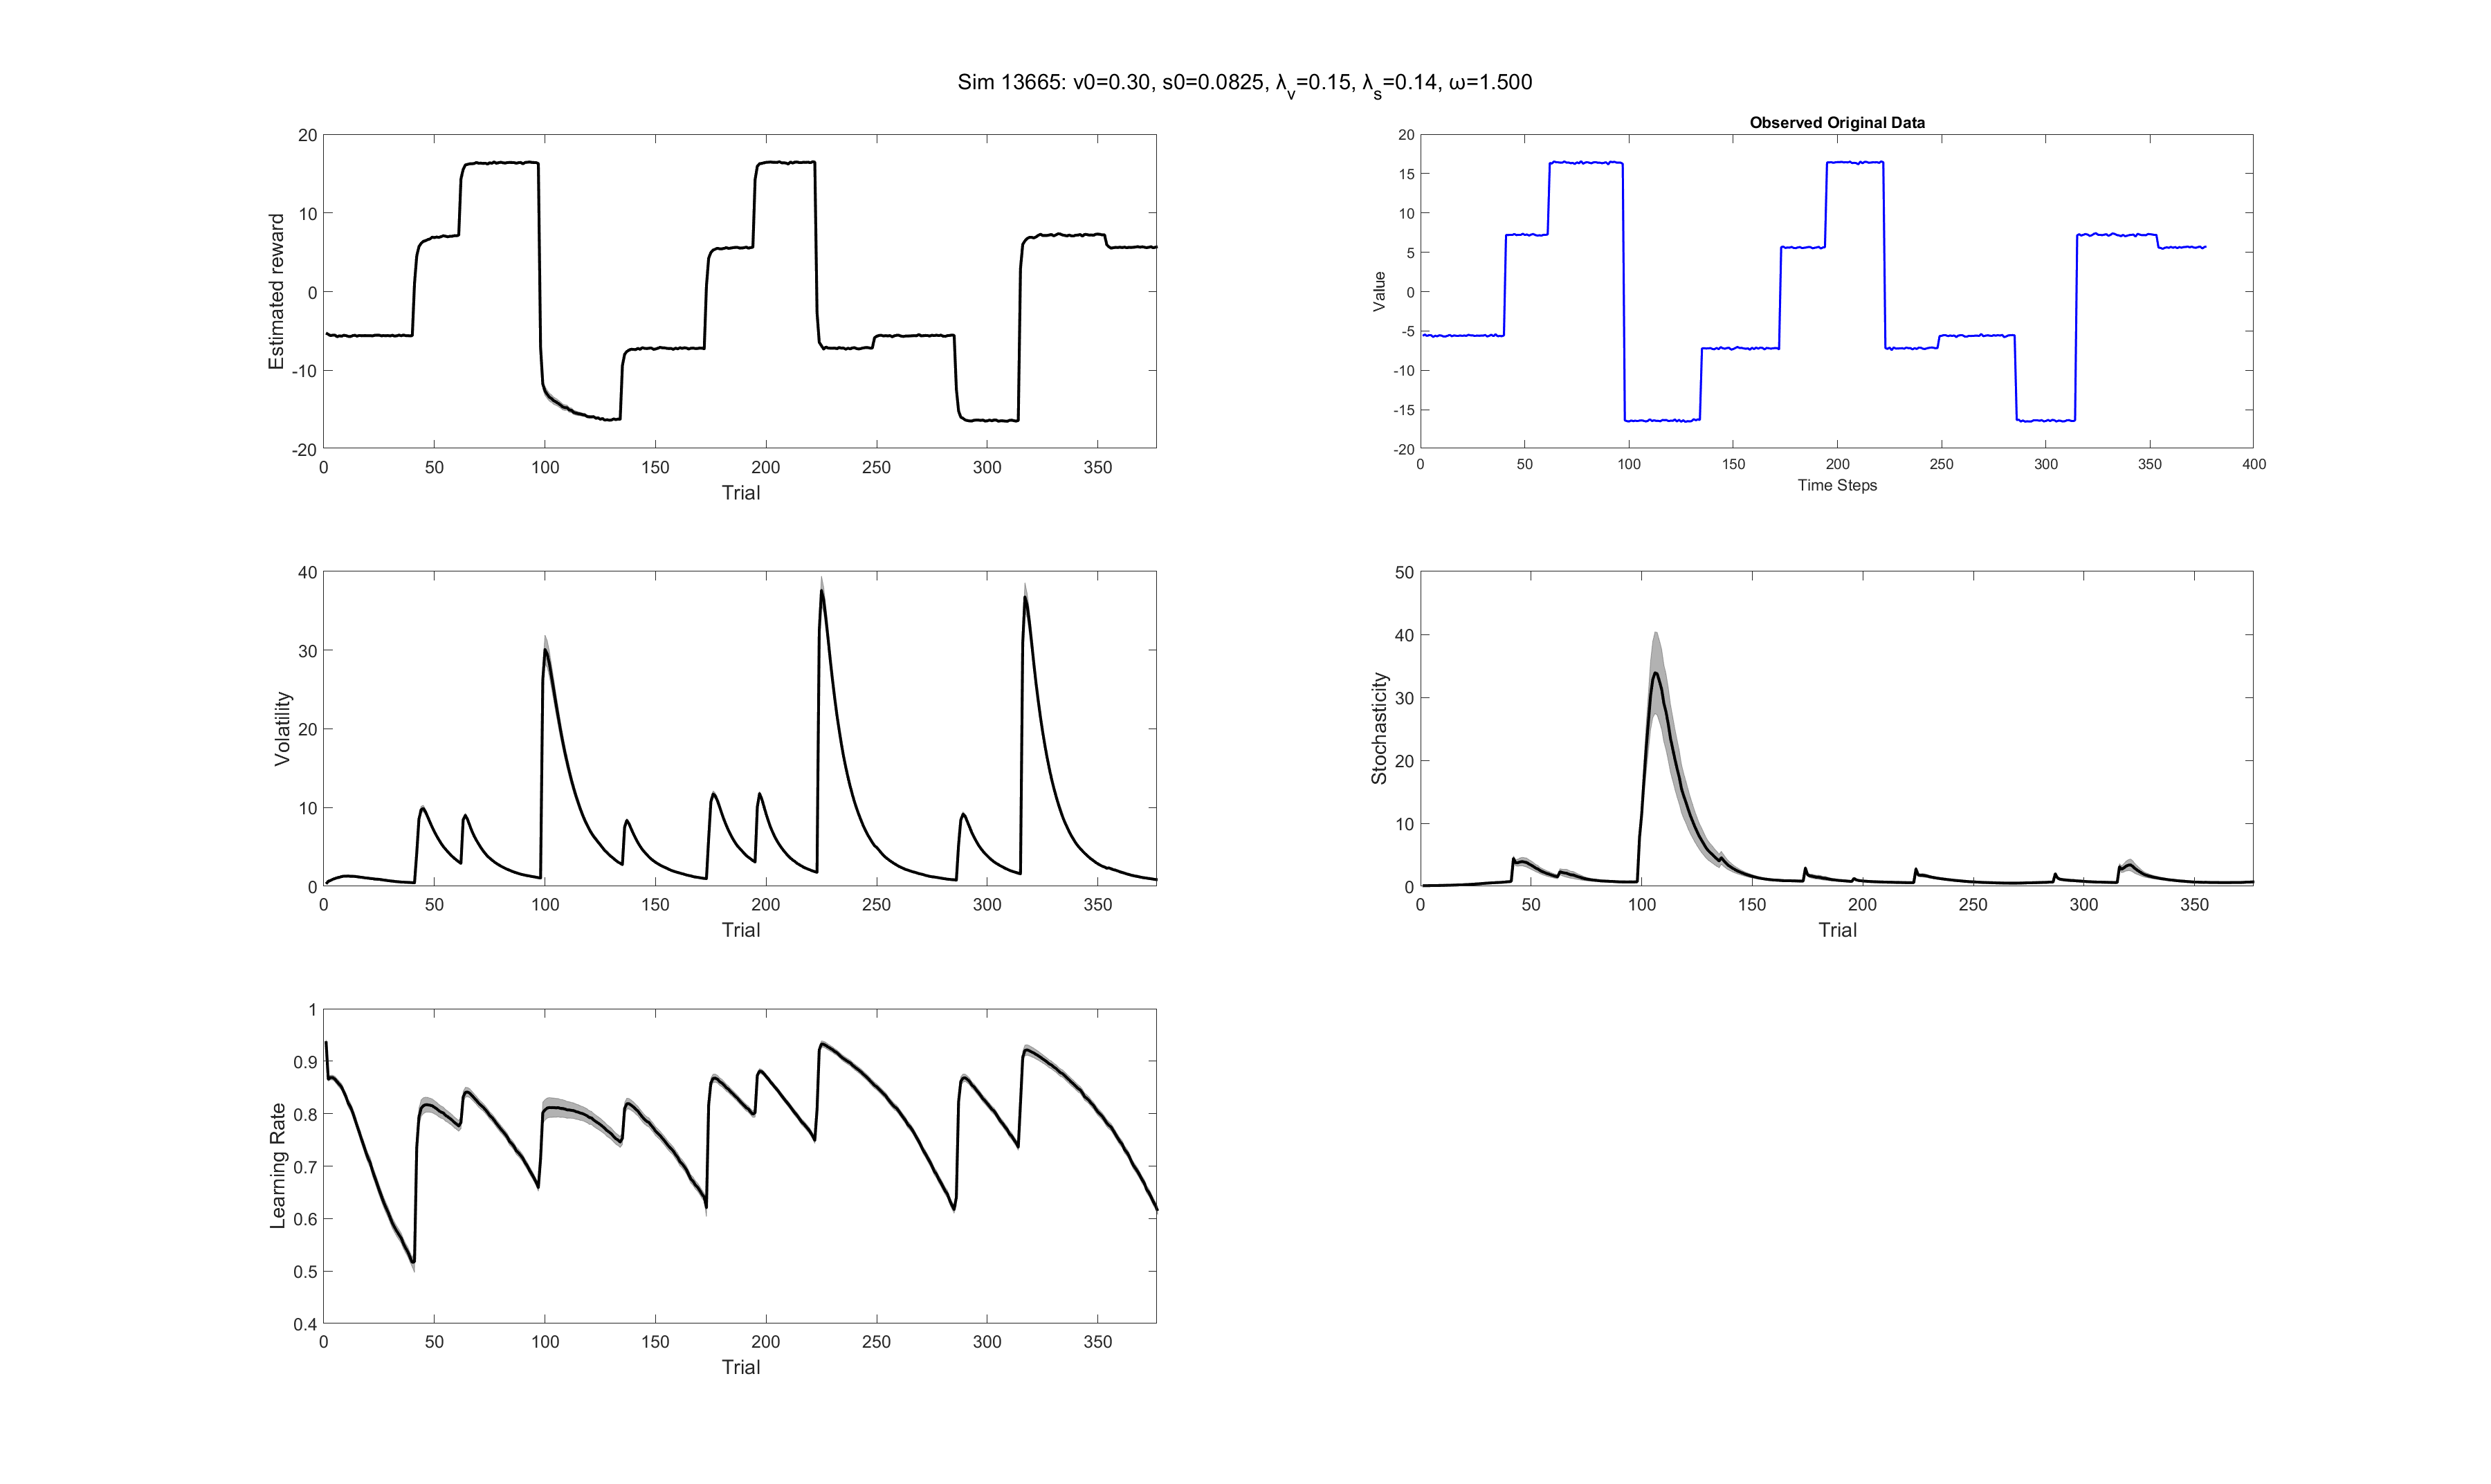 Sim 13665: v0=0.30, s0=0.0825, λ_v=0.15, λ_s=0.14, ω=1.500
20
10
0
-10
-20
Estimated reward
0 50 100 150 200 250 300 350
Trial
Observed Original Data
20
15
10
5
0
-5
-10
-15
-20
Value
0 50 100 150 200 250 300 350 400
Time Steps
40
30
20
10
0
Volatility
0 50 100 150 200 250 300 350
Trial
50
40
30
20
10
0
Stochasticity
0 50 100 150 200 250 300 350
Trial
1
0.9
0.8
0.7
0.6
0.5
0.4
Learning Rate
0 50 100 150 200 250 300 350
Trial